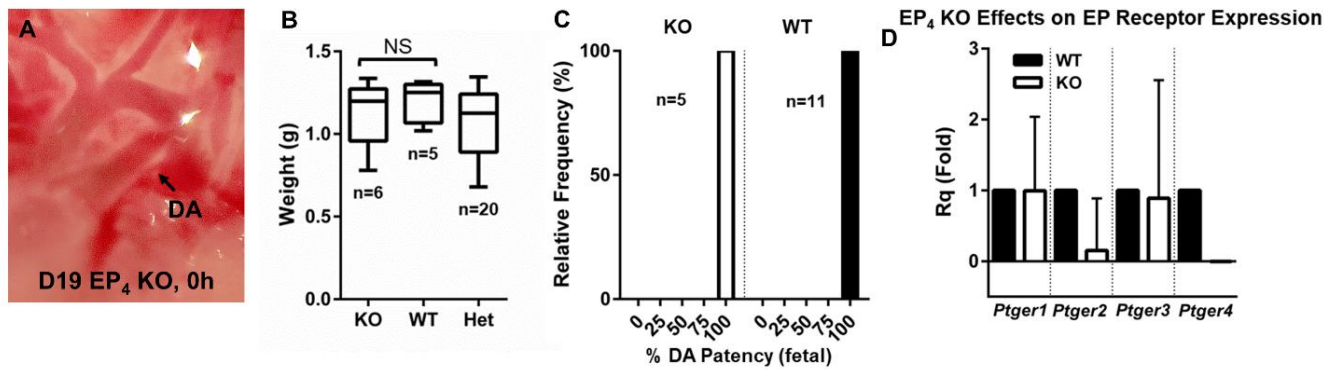 A
DA
D19 EP4 KO, 0h
B
Weight (g)
1.5
1.0
0.5
0.0
NS
n=6
n=5
n=20
KO WT Het
C
KO WT
Relative Frequency (%)
100
50
0
n=5
n=11
0 25 50 75 100 0 25 50 75 100
% DA Patency (fetal)
EP4 KO Effects on EP Receptor Expression
D
WT
KO
Rq (Fold)
3
2
1
0
Ptger1 Ptger2 Ptger3 Ptger4